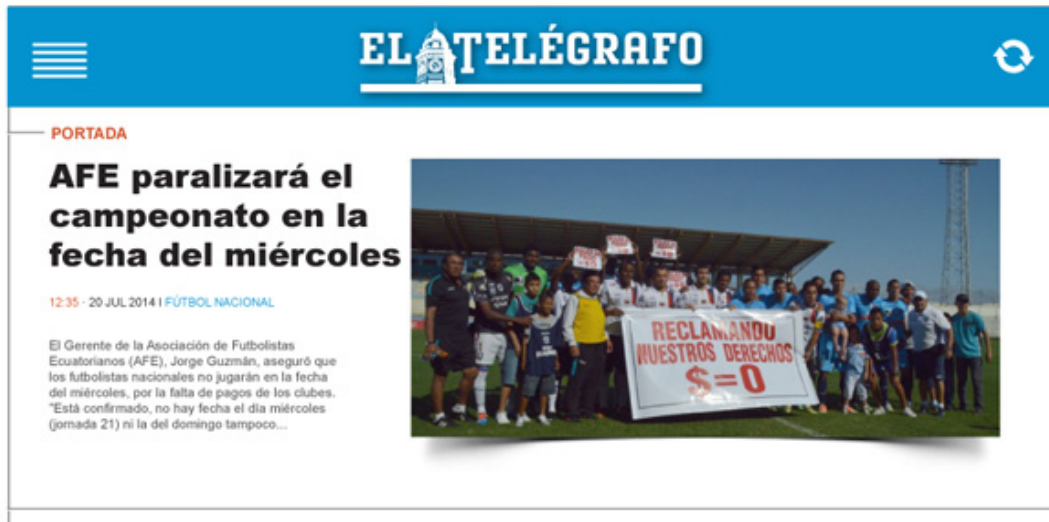 EL TELÉGRAFO
PORTADA
AFE paralizará el
campeonato en la
fecha del miércoles
12:35 - 20 JUL 2014 I FÚTBOL NACIONAL
El Gerente de la Asociación de Futbolistas
Ecuatorianos (AFE), Jorge Guzmán, aseguró que
los futbolistas nacionales no jugarán en la fecha
del miércoles, por la falta de pagos de los clubes.
"Está confirmado, no hay fecha el día miércoles
(jornada 21) ni la del domingo tampoco...
RECLAMANDO
NUESTROS DERECHOS
$=0